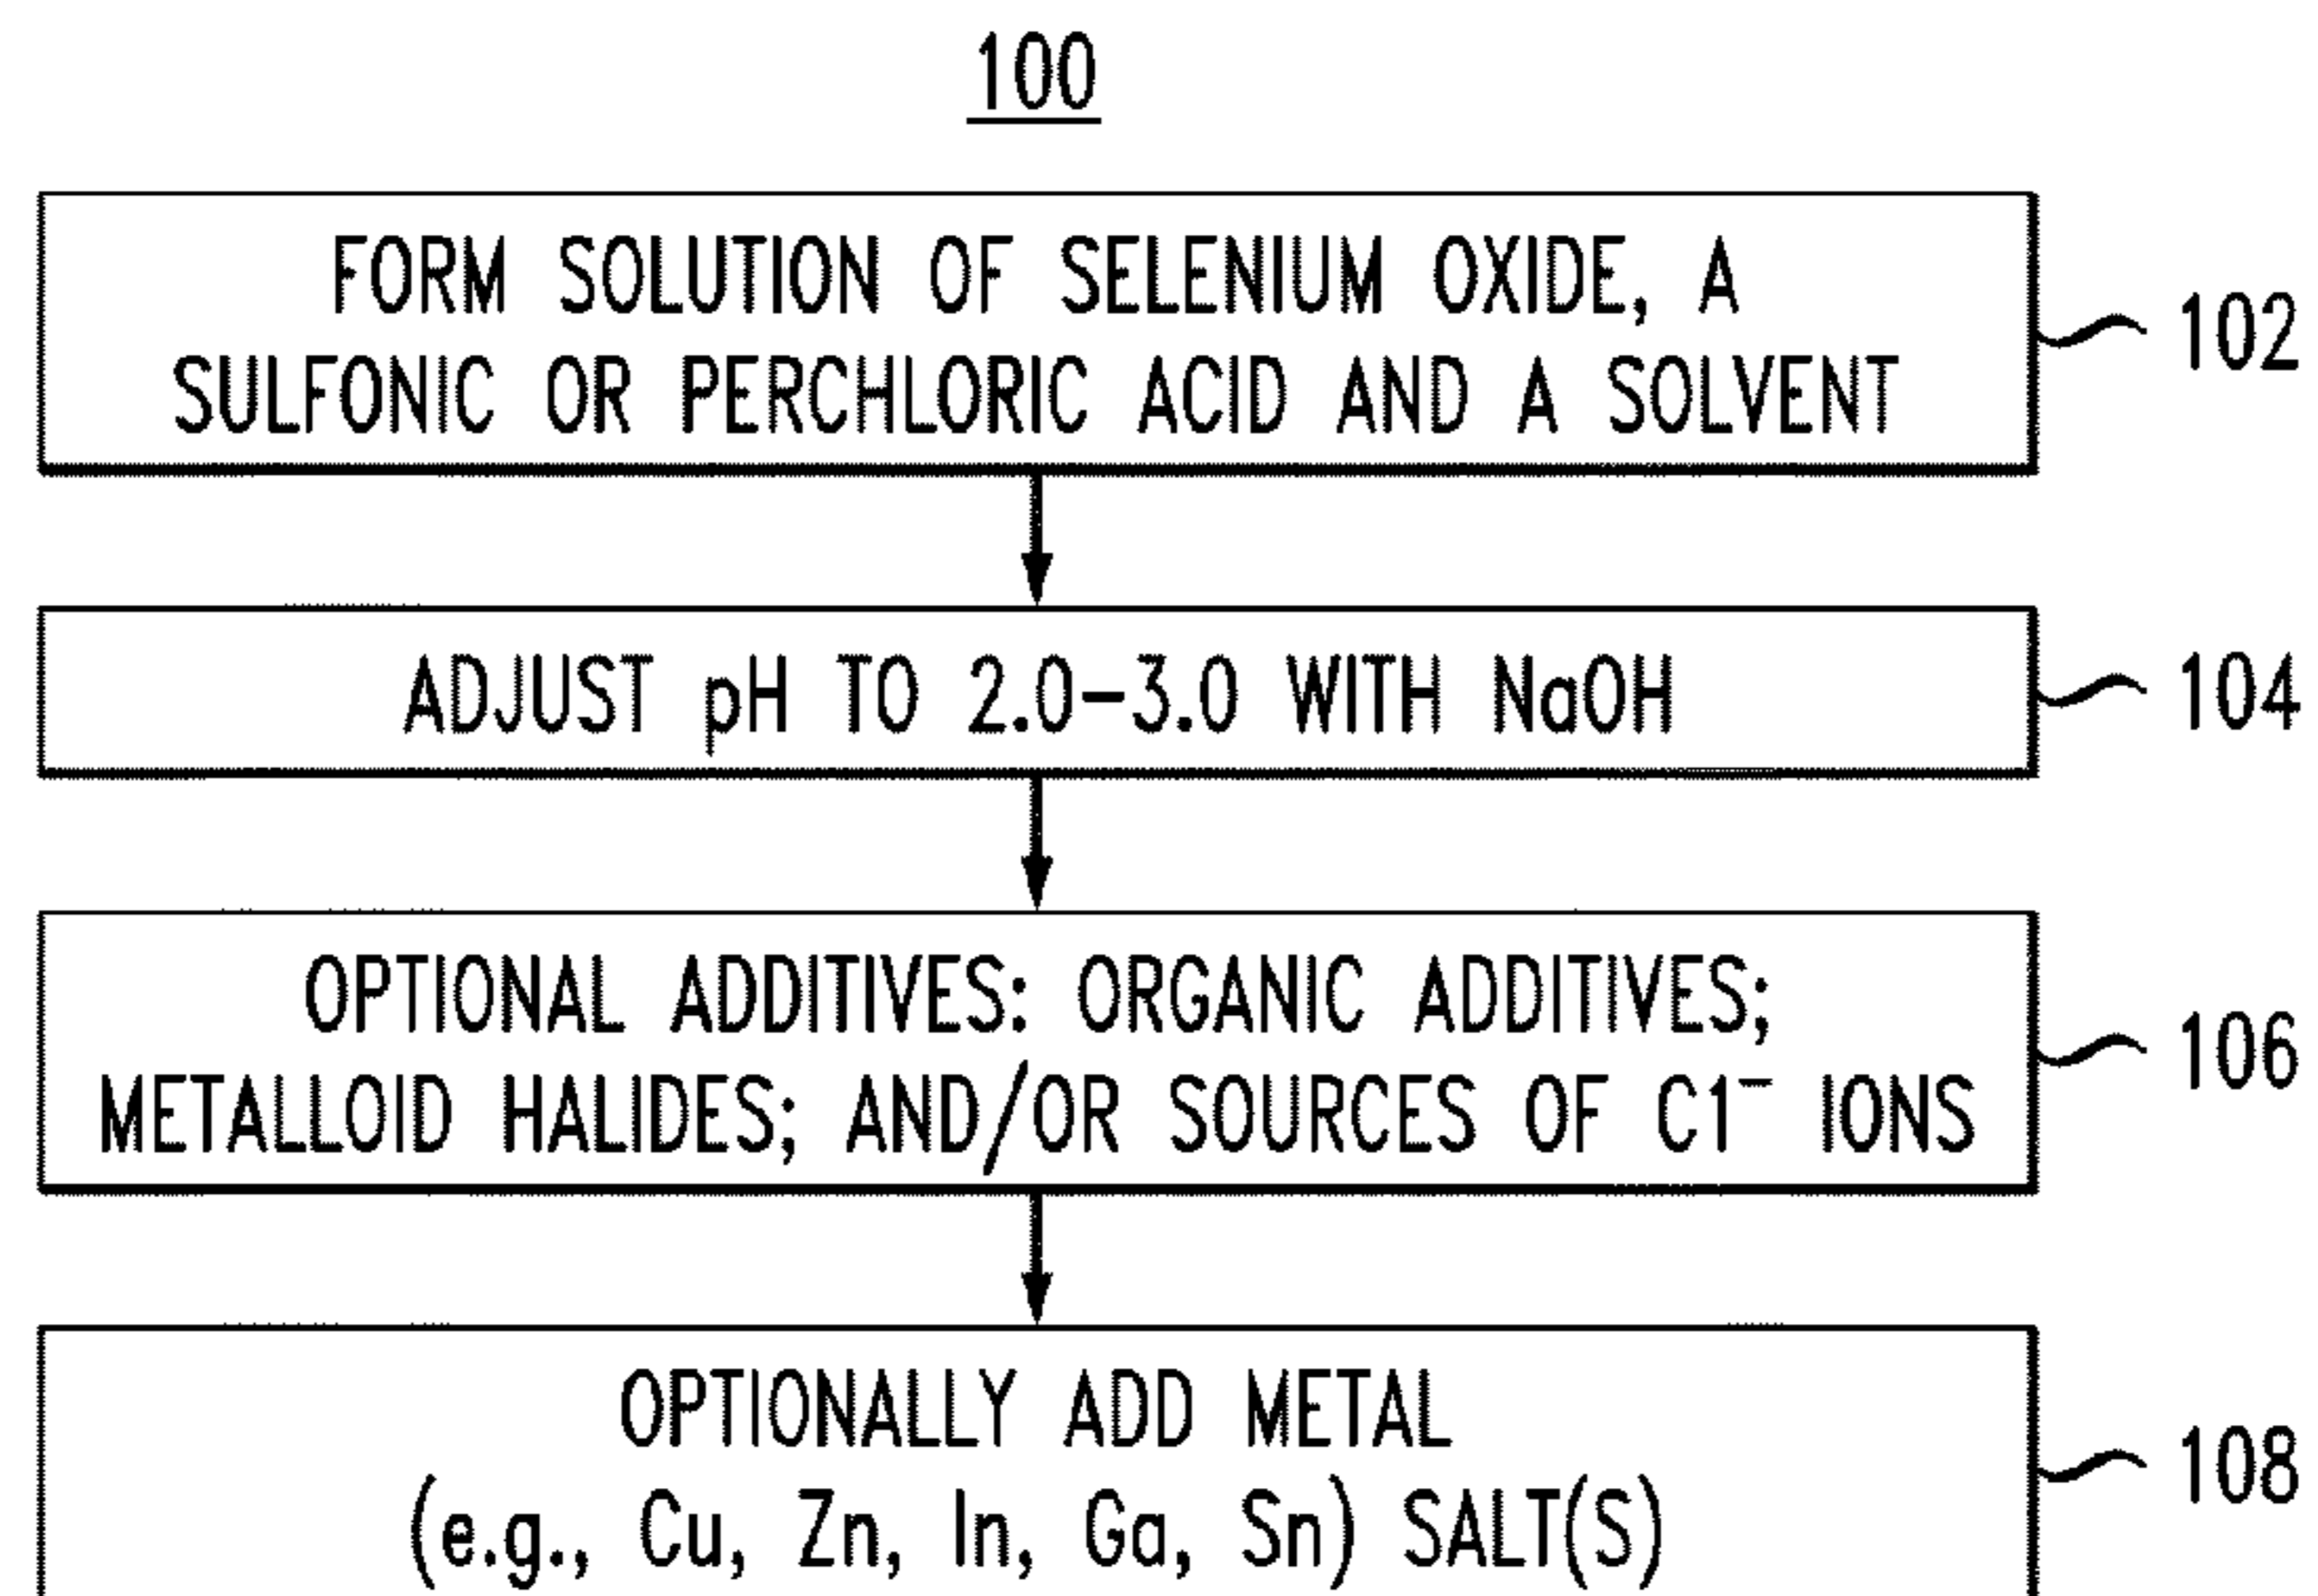 100
FORM SOLUTION OF SELENIUM OXIDE, A
SULFONIC OR PERCHLORIC ACID AND A SOLVENT
102
ADJUST pH TO 2.0-3.0 WITH NaOH
104
OPTIONAL ADDITIVES: ORGANIC ADDITIVES;
METALLOID HALIDES; AND/OR SOURCES OF C1⁻ IONS
106
OPTIONALLY ADD METAL
(e.g., Cu, Zn, In, Ga, Sn) SALT(S)
108